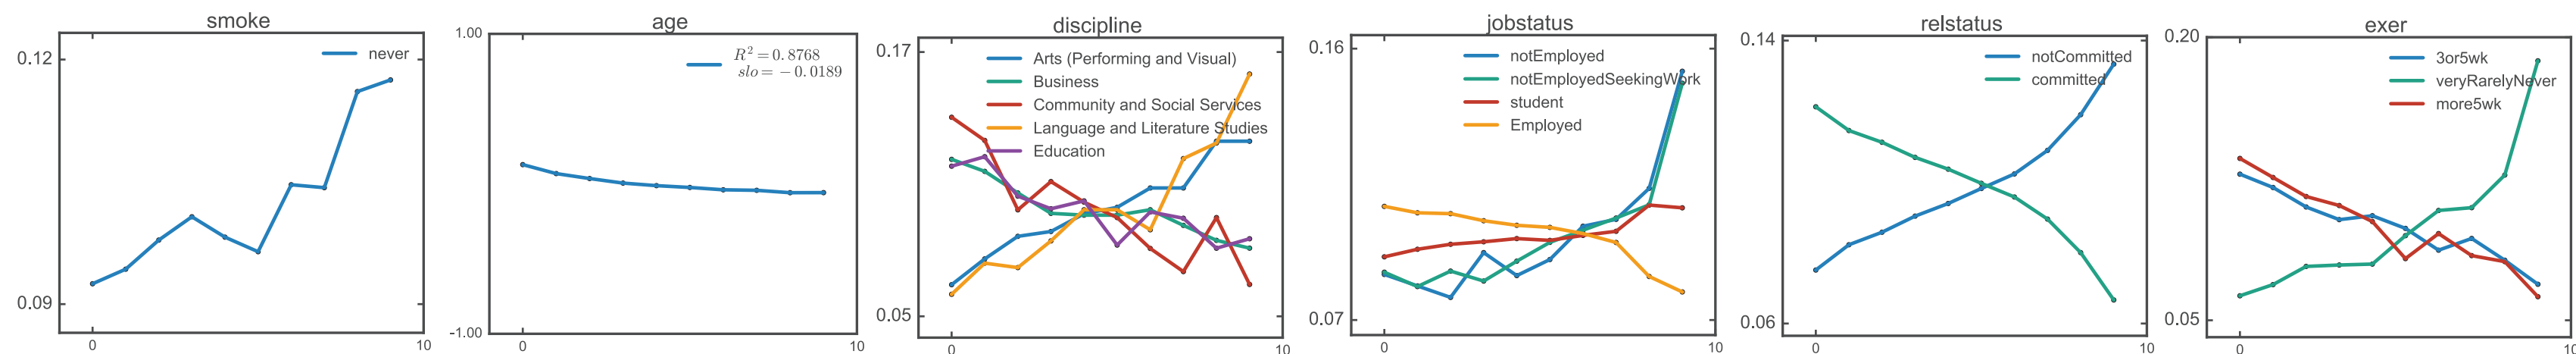 smoke
0.12
0.09
0
10
never
age
1.00
-1.00
0
10
R² = 0.8768
slo = −0.0189
discipline
0.17
0.05
0
10
Arts (Performing and Visual)
Business
Community and Social Services
Language and Literature Studies
Education
jobstatus
0.16
0.07
0
10
notEmployed
notEmployedSeekingWork
student
Employed
relstatus
0.14
0.06
0
10
notCommitted
committed
exer
0.20
0.05
0
10
3or5wk
veryRarelyNever
more5wk